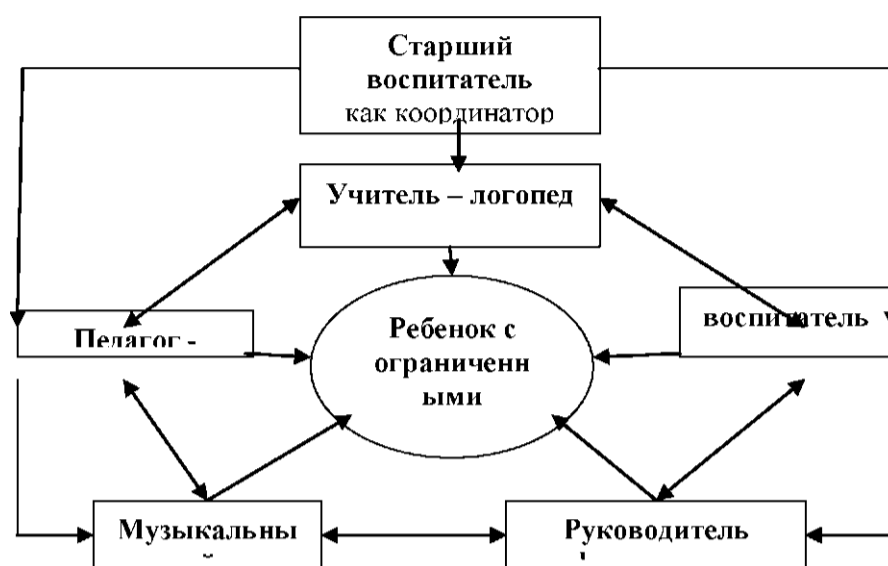 Старший
воспитатель
как координатор
Учитель – логопед
Педагог -
воспитатель
Ребенок с
ограниченн
ыми
Музыкальны
Руководитель